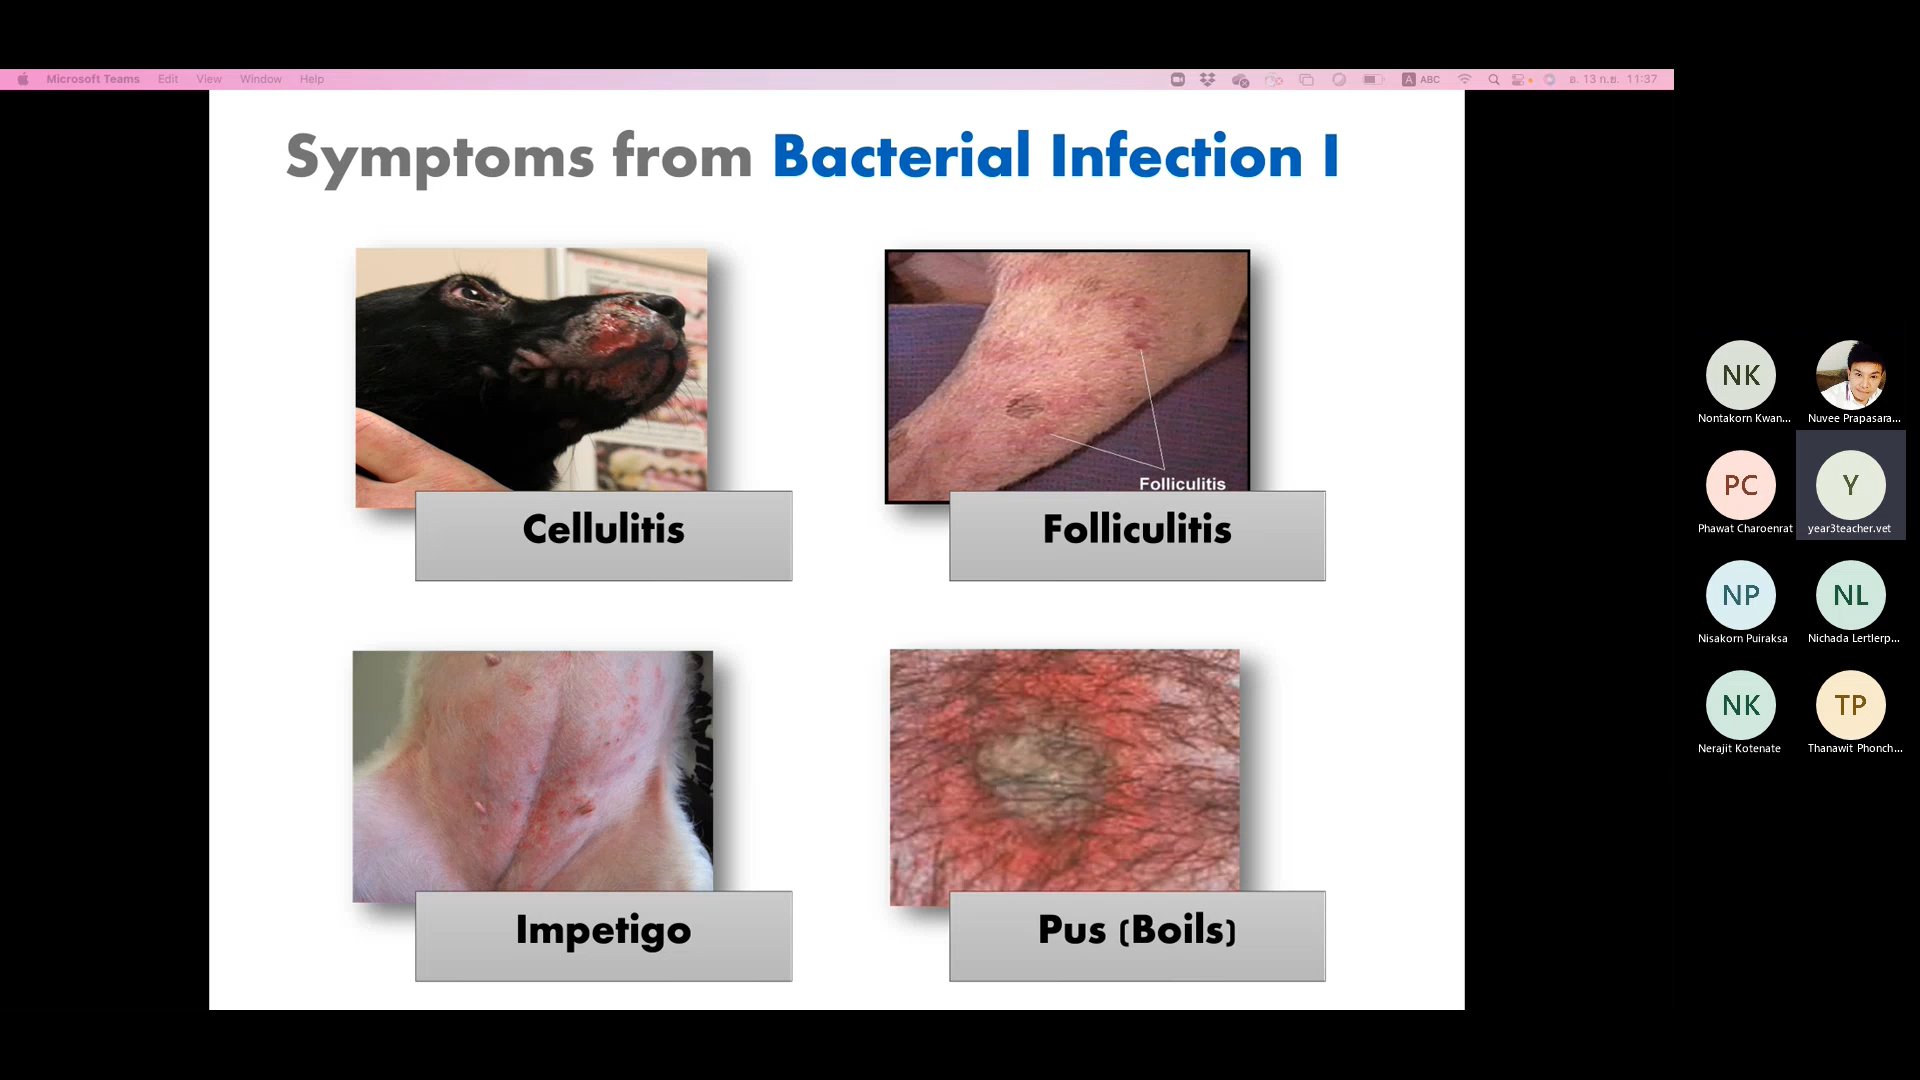 Microsoft Teams Edit View Window Help
A ABC อ. 13 ก.ย. 11:37
Symptoms from Bacterial Infection I
Folliculitis
Cellulitis
Folliculitis
Impetigo
Pus (Boils)
NK
Nontakorn Kwan...
Nuvee Prapasara...
PC
Phawat Charoenrat
Y
year3teacher.vet
NP
Nisakorn Puiraksa
NL
Nichada Lertlerp...
NK
Nerajit Kotenate
TP
Thanawit Phonch...